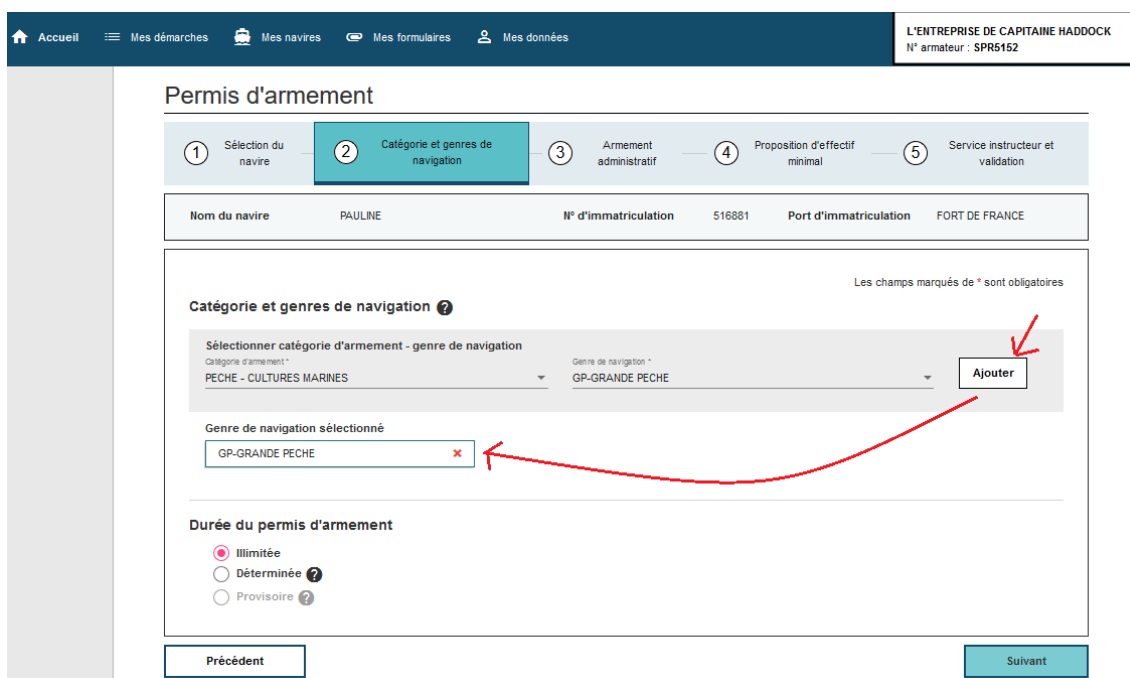 Accueil Mes démarches Mes navires Mes formulaires Mes données
L'ENTREPRISE DE CAPITAINE HADDOCK
N° armateur : SPR5152
Permis d'armement
1 Sélection du navire
2 Catégorie et genres de navigation
3 Armement administratif
4 Proposition d'effectif minimal
5 Service instructeur et validation
Nom du navire PAULINE N° d'immatriculation 516881 Port d'immatriculation FORT DE FRANCE
Les champs marqués de * sont obligatoires
Catégorie et genres de navigation ?
Sélectionner catégorie d'armement - genre de navigation
Catégorie d'armement * Genre de navigation *
PECHE - CULTURES MARINES GP-GRANDE PECHE Ajouter
Genre de navigation sélectionné
GP-GRANDE PECHE
Durée du permis d'armement
Illimitée
Déterminée ?
Provisoire ?
Précédent Suivant